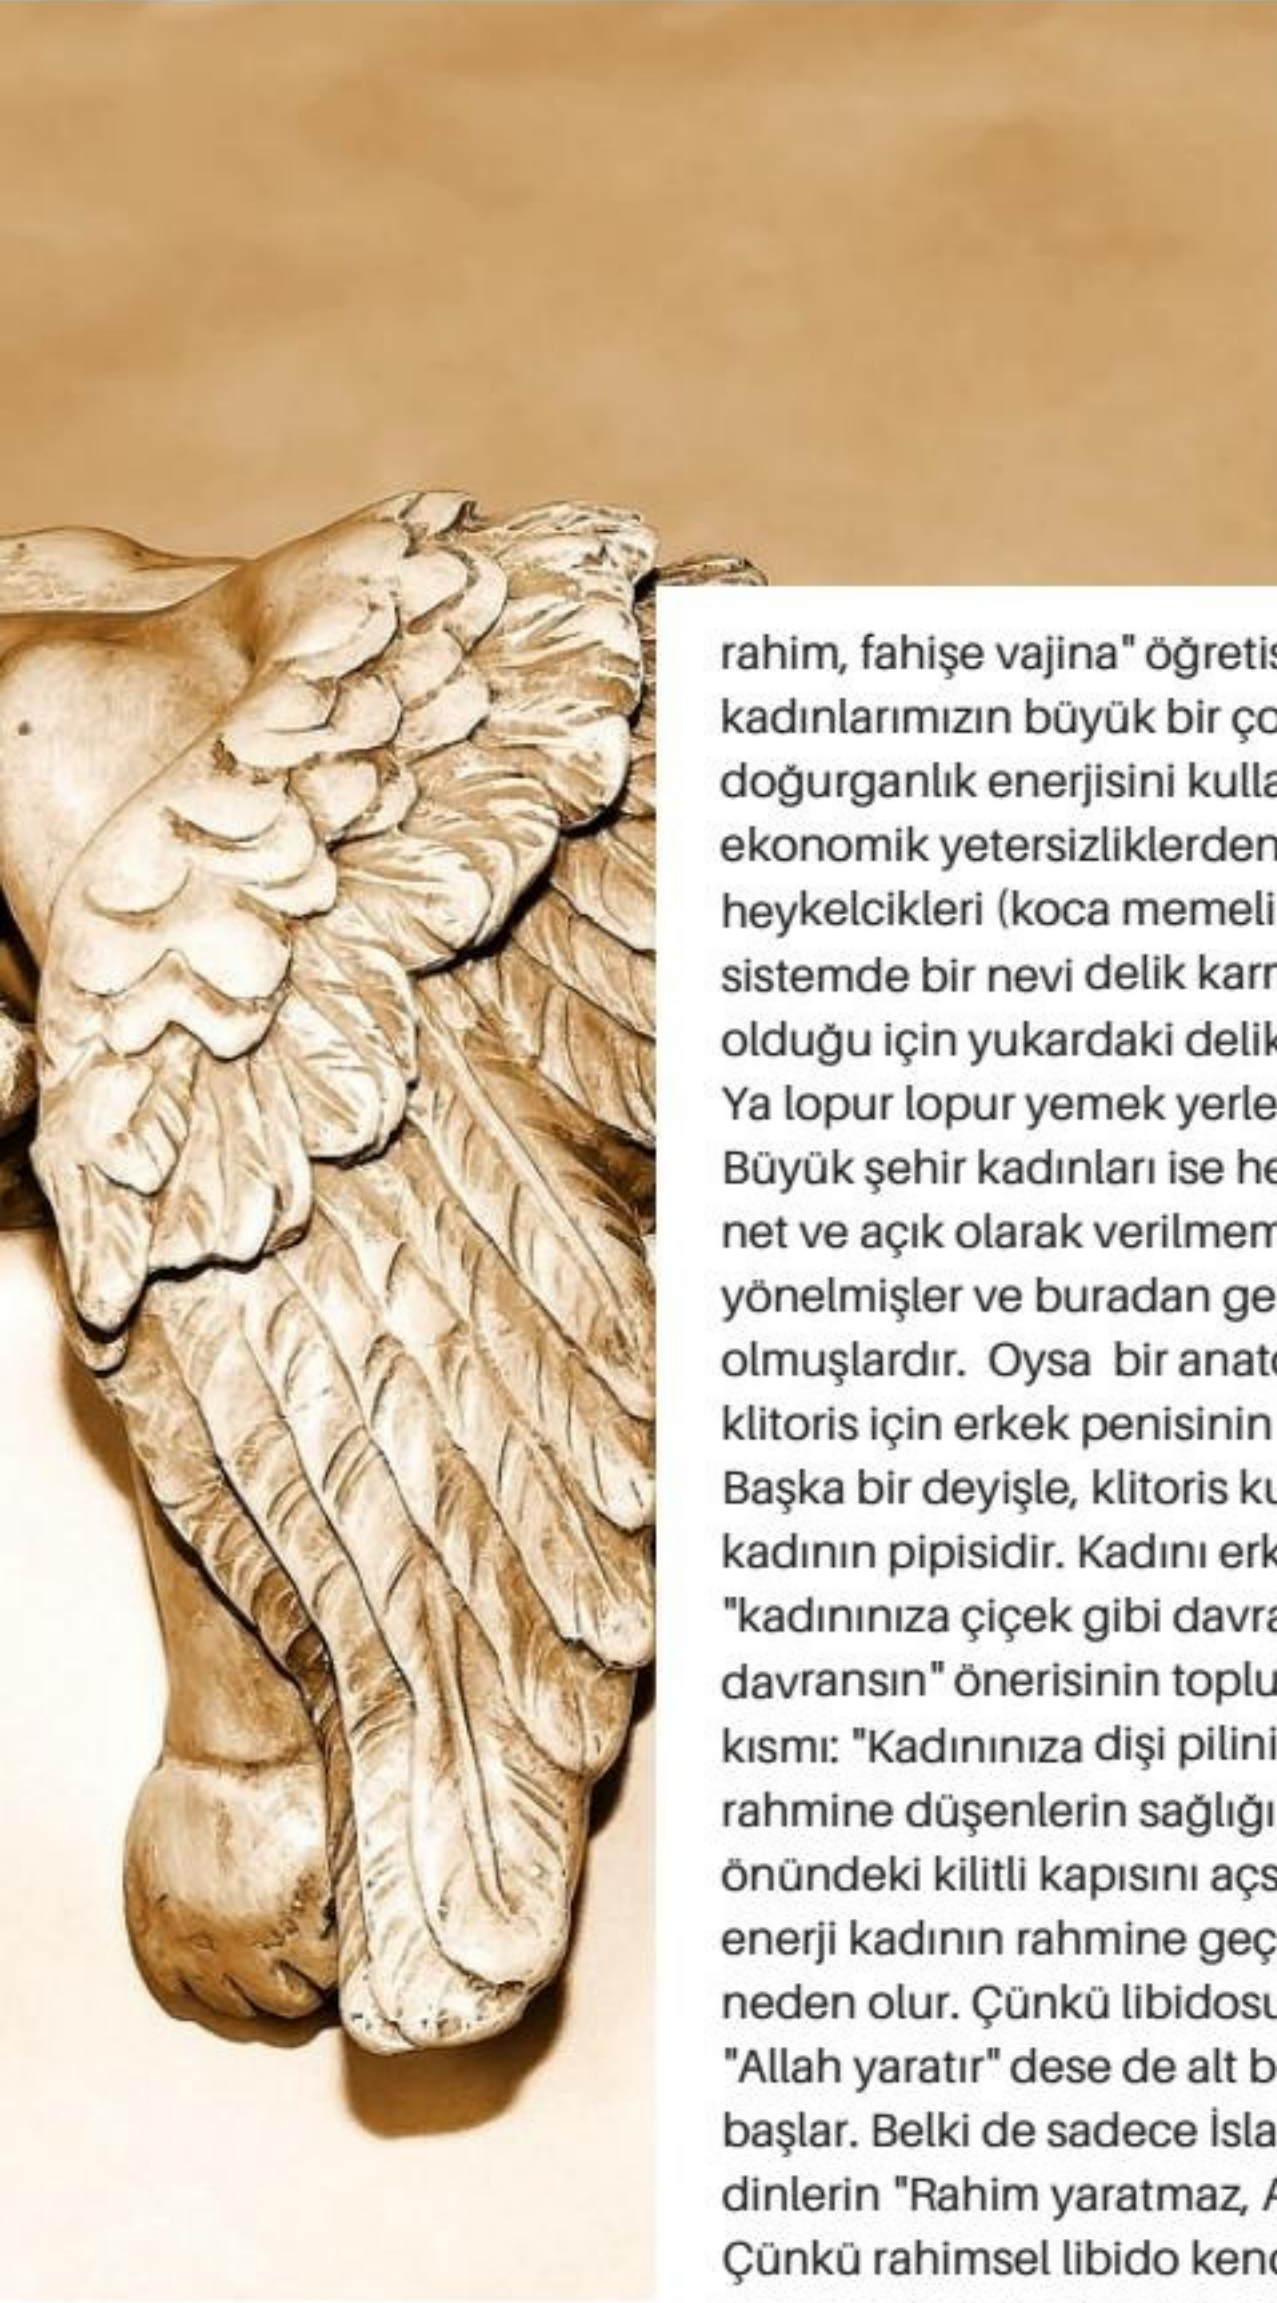 rahim, fahişe vajina" öğretis
kadınlarımızın büyük bir ço
doğurganlık enerjisini kulla
ekonomik yetersizliklerden
heykelcikleri (koca memeli
sistemde bir nevi delik karm
olduğu için yukardaki delik
Ya lopur lopur yemek yerle
Büyük şehir kadınları ise he
net ve açık olarak verilmem
yönelmişler ve buradan ge
olmuşlardır. Oysa bir anato
klitoris için erkek penisinin
Başka bir deyişle, klitoris ku
kadının pipisidir. Kadını erk
"kadınınıza çiçek gibi davra
davransın" önerisinin toplu
kısmı: "Kadınınıza dişi pilini
rahmine düşenlerin sağlığı
önündeki kilitli kapısını açs
enerji kadının rahmine geç
neden olur. Çünkü libidosu
"Allah yaratır" dese de alt b
başlar. Belki de sadece İsla
dinlerin "Rahim yaratmaz, A
Çünkü rahimsel libido kend